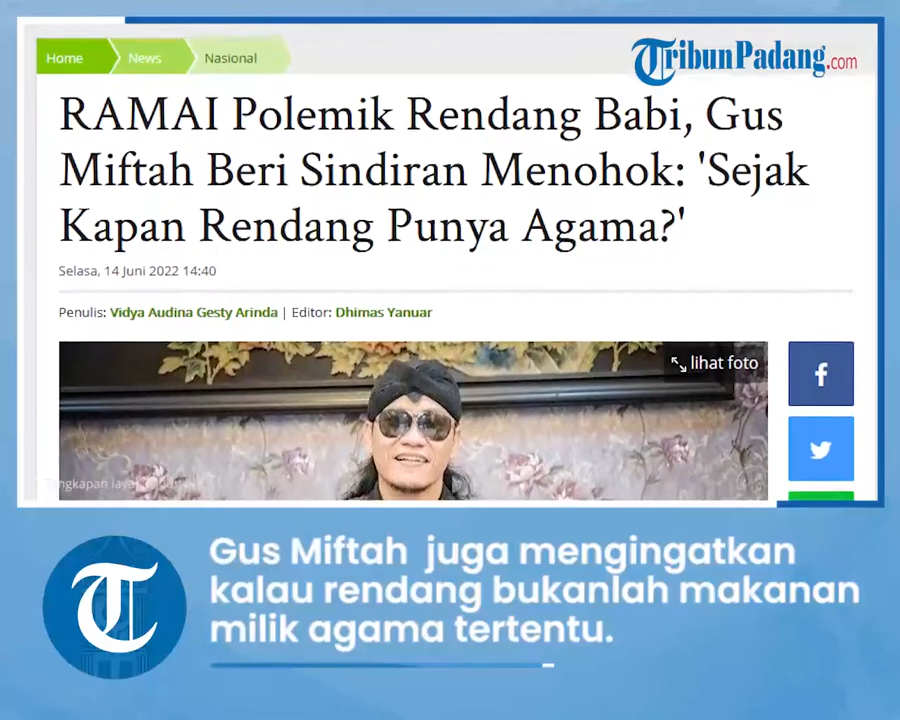 Home
News
Nasional
TribunPadang.com
RAMAI Polemik Rendang Babi, Gus
Miftah Beri Sindiran Menohok: 'Sejak
Kapan Rendang Punya Agama?'
Selasa, 14 Juni 2022 14:40
Penulis: Vidya Audina Gesty Arinda | Editor: Dhimas Yanuar
lihat foto
Gus Miftah juga mengingatkan
kalau rendang bukanlah makanan
milik agama tertentu.